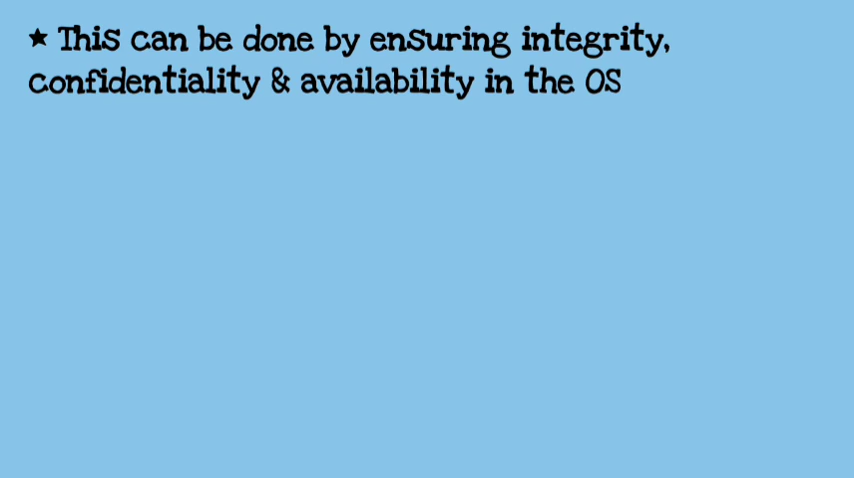 ★ This can be done by ensuring integrity,
confidentiality & availability in the OS